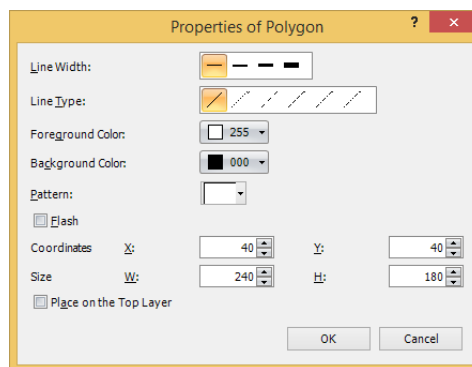 Properties of Polygon ?
Line Width:
Line Type:
Foreground Color: 255
Background Color: 000
Pattern:
Flash
Coordinates X: 40 Y: 40
Size W: 240 H: 180
Place on the Top Layer
OK Cancel